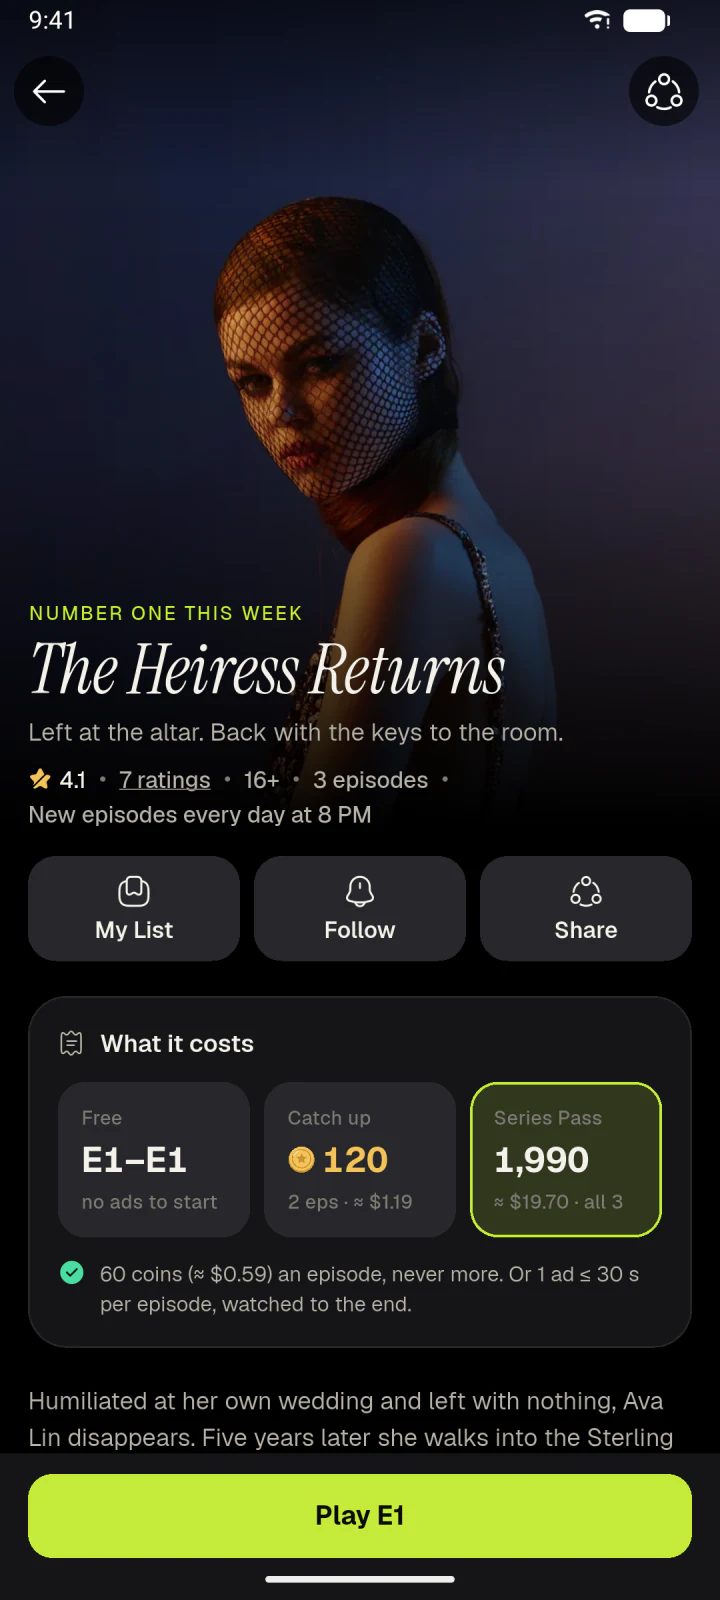 9:41
NUMBER ONE THIS WEEK
The Heiress Returns
Left at the altar. Back with the keys to the room.
4.1 • 7 ratings • 16+ • 3 episodes •
New episodes every day at 8 PM
My List
Follow
Share
What it costs
Free
E1–E1
no ads to start
Catch up
120
2 eps · ≈ $1.19
Series Pass
1,990
≈ $19.70 · all 3
60 coins (≈ $0.59) an episode, never more. Or 1 ad ≤ 30 s
per episode, watched to the end.
Humiliated at her own wedding and left with nothing, Ava
Lin disappears. Five years later she walks into the Sterling
Play E1